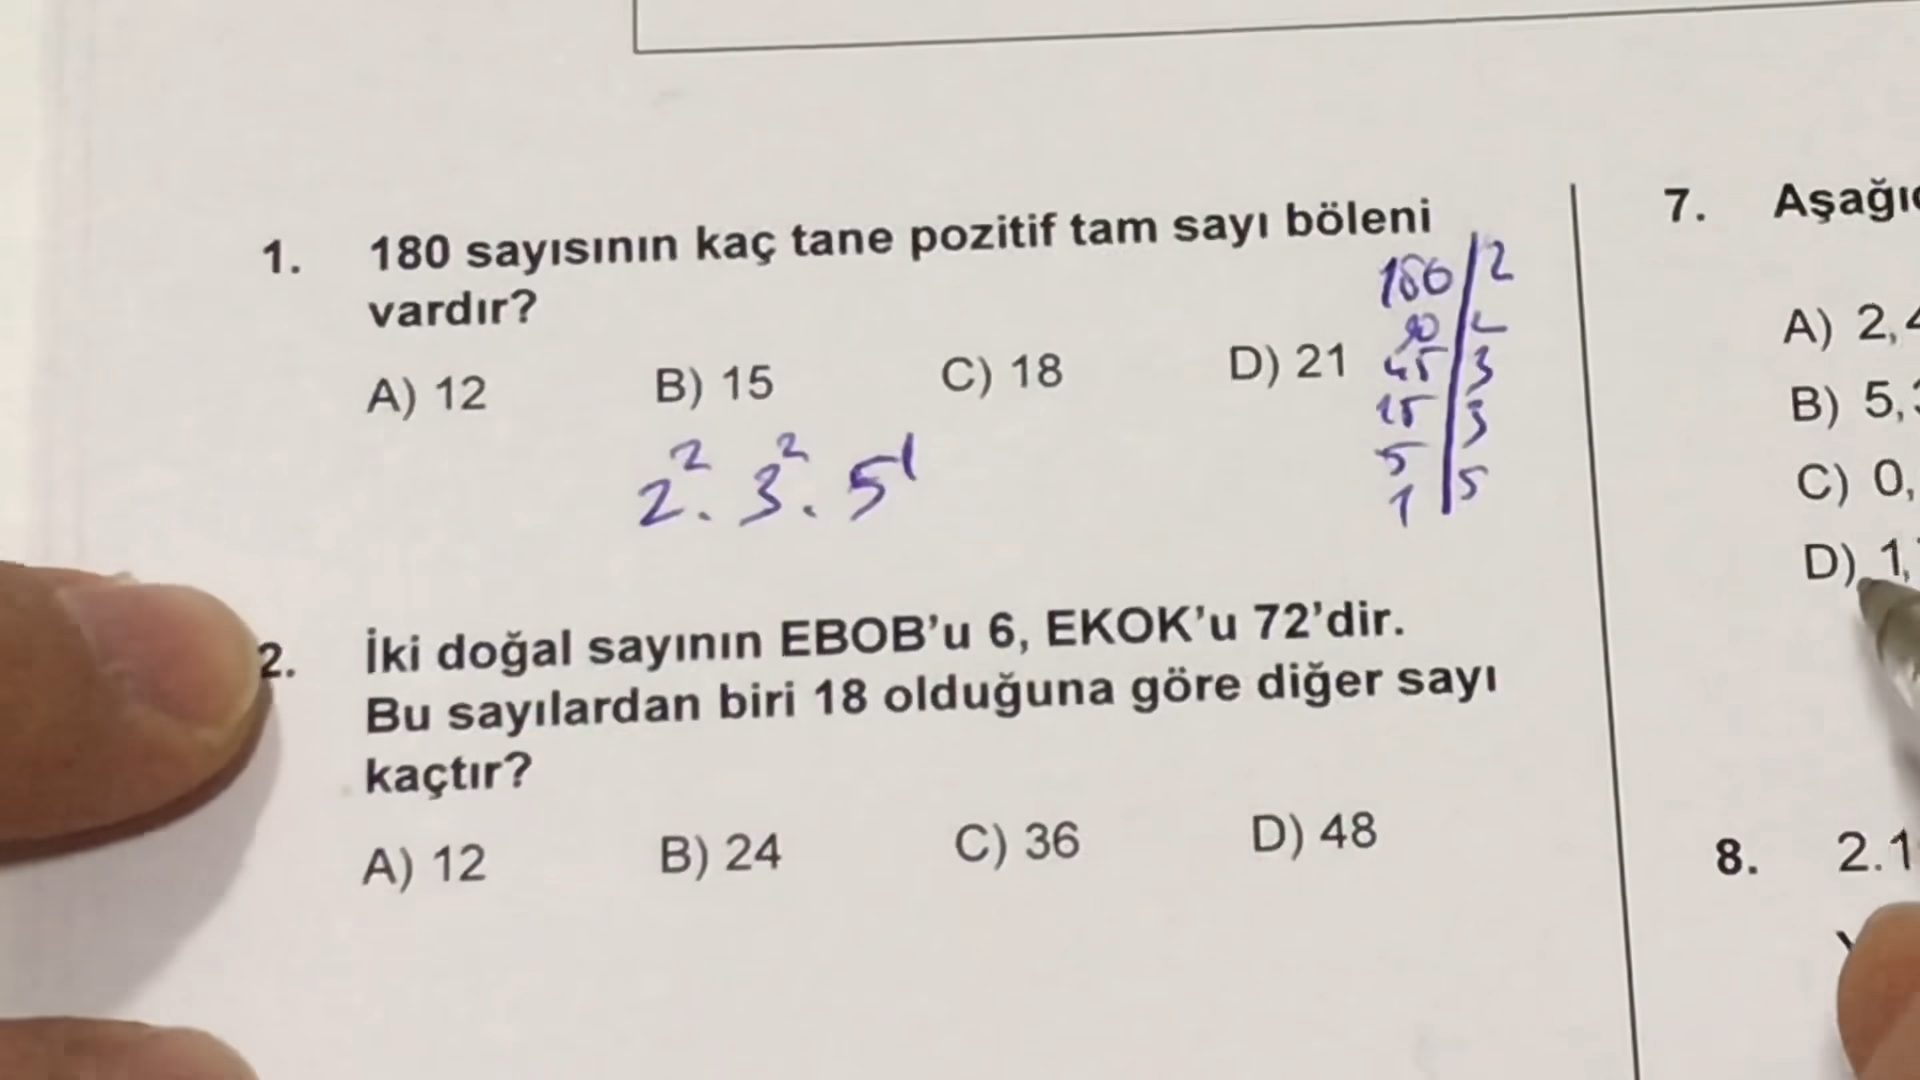 1. 180 sayısının kaç tane pozitif tam sayı böleni
vardır?
A) 12 B) 15 C) 18 D) 21
180 2
90 2
45 3
15 3
5 5
1
2². 3². 5¹
2. İki doğal sayının EBOB’u 6, EKOK’u 72’dir.
Bu sayılardan biri 18 olduğuna göre diğer sayı
kaçtır?
A) 12 B) 24 C) 36 D) 48
7.
A) 2,
B) 5,
C) 0,
D) 1,
8. 2.1